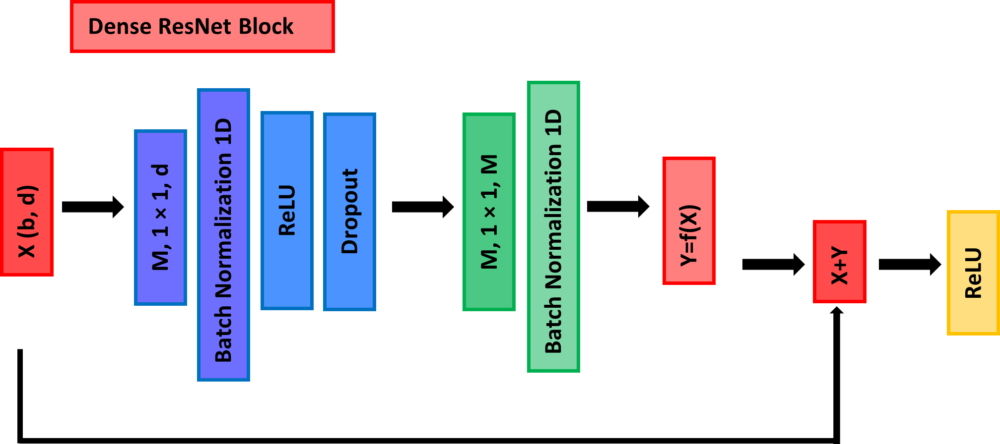 Dense ResNet Block
X (b, d)
M, 1 × 1, d
Batch Normalization 1D
ReLU
Dropout
M, 1 × 1, M
Batch Normalization 1D
Y=f(X)
X+Y
ReLU